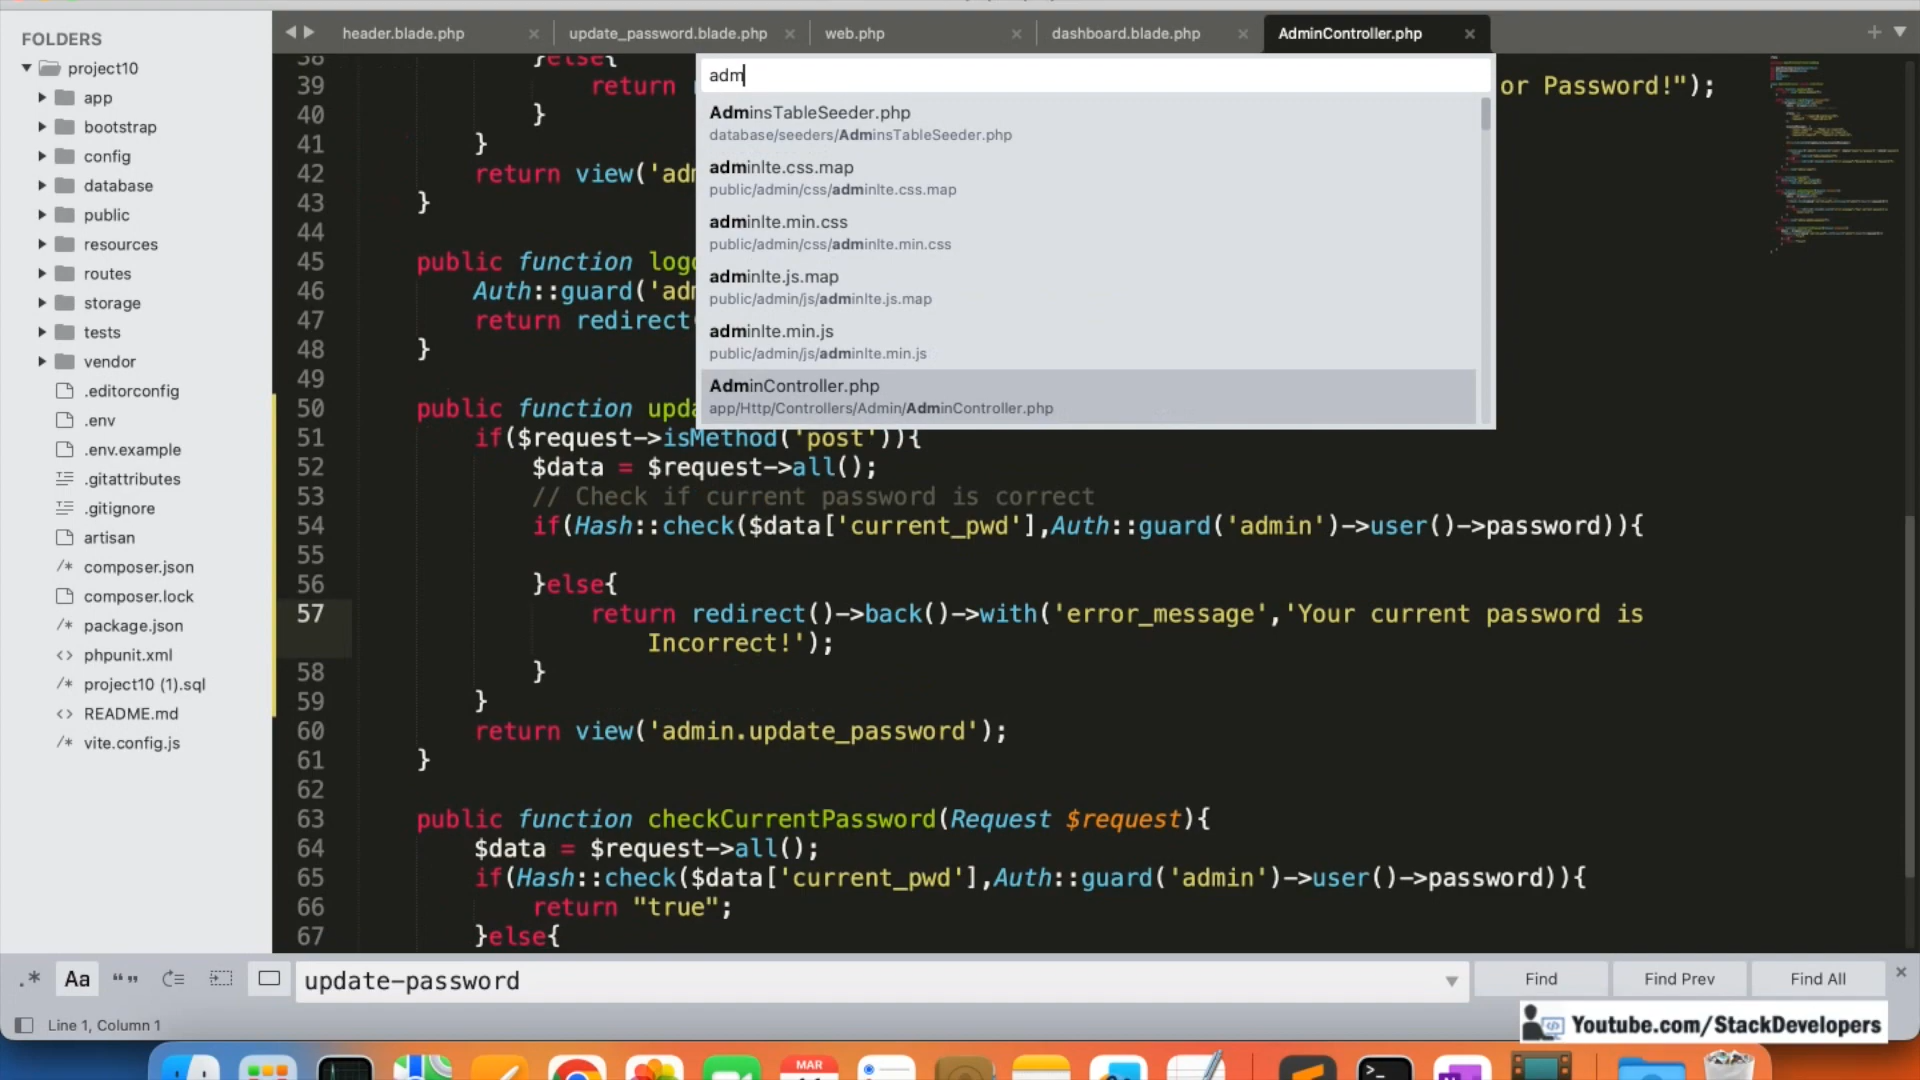 FOLDERS
project10
app
bootstrap
config
database
public
resources
routes
storage
tests
vendor
.editorconfig
.env
.env.example
.gitattributes
.gitignore
artisan
/* composer.json
composer.lock
/* package.json
<> phpunit.xml
/* project10 (1).sql
<> README.md
/* vite.config.js
header.blade.php
update_password.blade.php
web.php
dashboard.blade.php
AdminController.php
adm
AdminsTableSeeder.php
database/seeders/AdminsTableSeeder.php
adminlte.css.map
public/admin/css/adminlte.css.map
adminlte.min.css
public/admin/css/adminlte.min.css
adminlte.js.map
public/admin/js/adminlte.js.map
adminlte.min.js
public/admin/js/adminlte.min.js
AdminController.php
app/Http/Controllers/Admin/AdminController.php
38 }else{
39 return or Password!");
40 }
41 }
42 return view('adm
43 }
44
45 public function logo
46 Auth::guard('adm
47 return redirect
48 }
49
50 public function upda
51 if($request->isMethod('post')){
52 $data = $request->all();
53 // Check if current password is correct
54 if(Hash::check($data['current_pwd'],Auth::guard('admin')->user()->password)){
55
56 }else{
57 return redirect()->back()->with('error_message','Your current password is
Incorrect!');
58 }
59 }
60 return view('admin.update_password');
61 }
62
63 public function checkCurrentPassword(Request $request){
64 $data = $request->all();
65 if(Hash::check($data['current_pwd'],Auth::guard('admin')->user()->password)){
66 return "true";
67 }else{
.* Aa “”
update-password
Find
Find Prev
Find All
Line 1, Column 1
Youtube.com/StackDevelopers
MAR